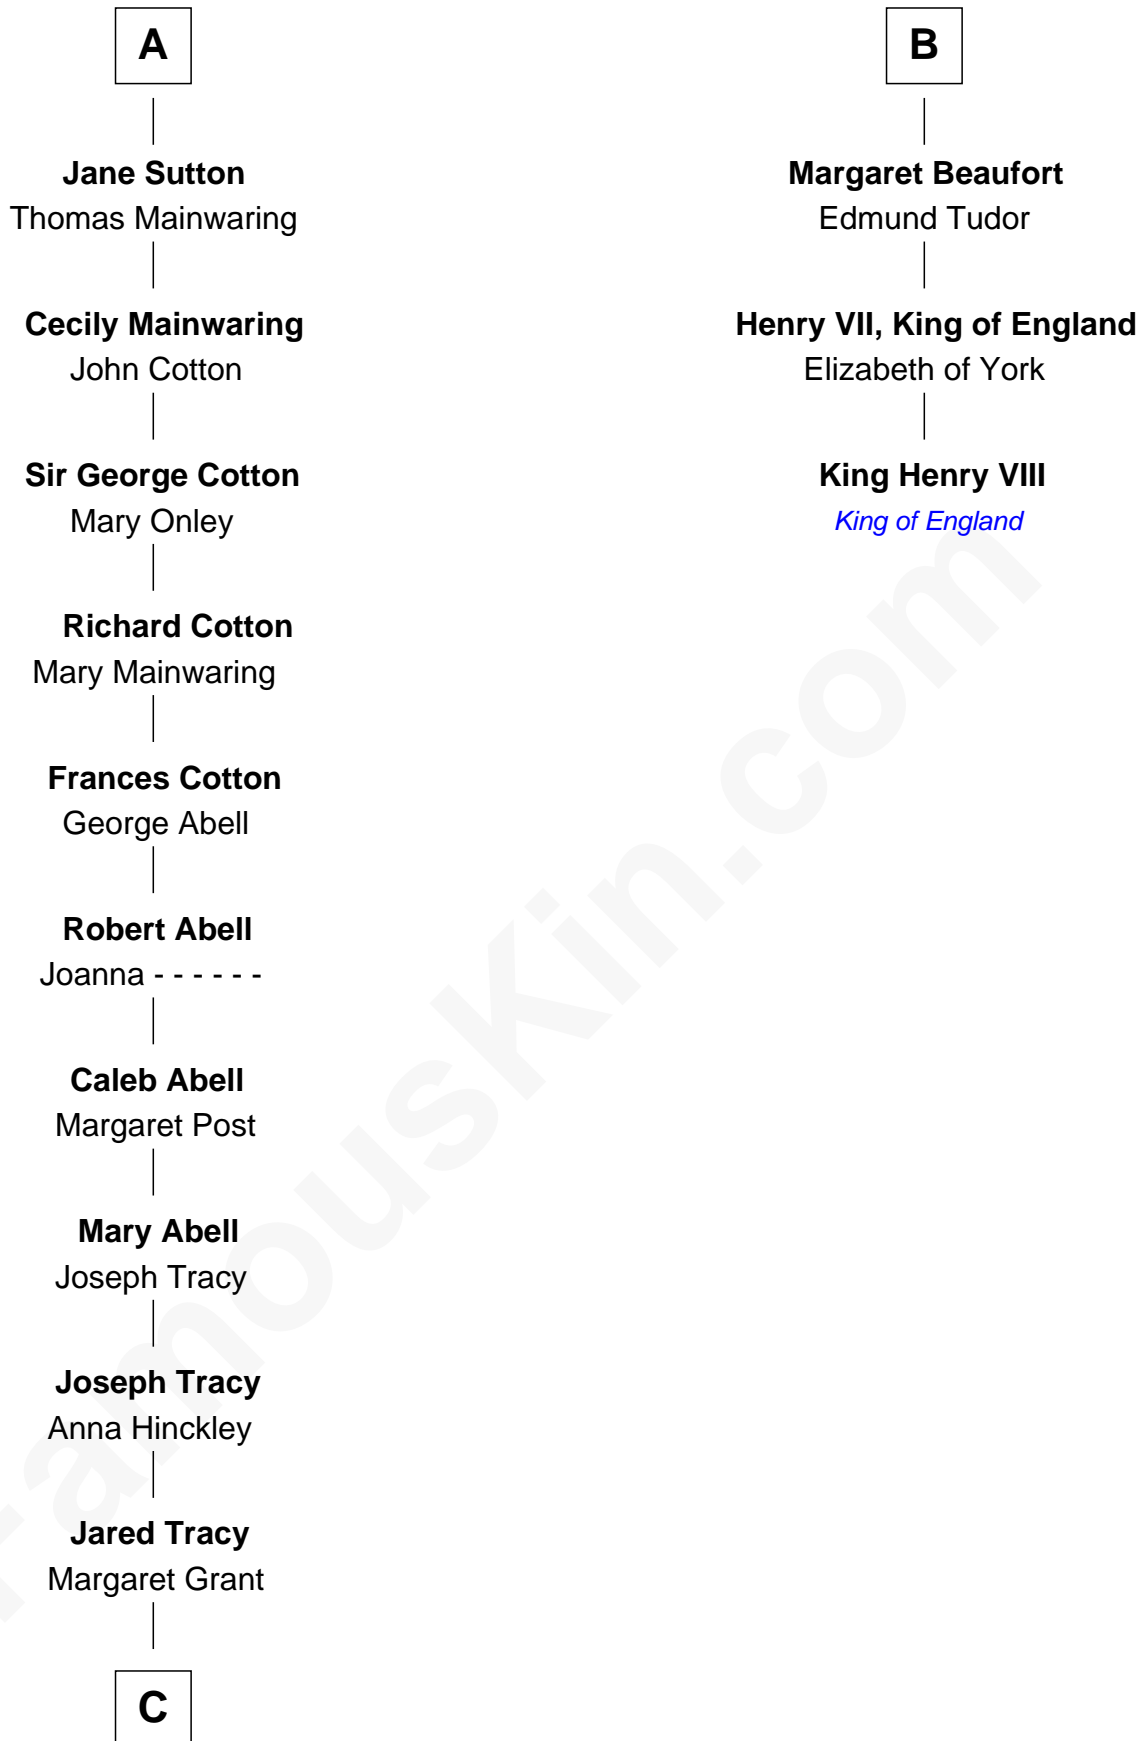 A
Jane Sutton
Thomas Mainwaring
Cecily Mainwaring
John Cotton
Sir George Cotton
Mary Onley
Richard Cotton
Mary Mainwaring
Frances Cotton
George Abell
Robert Abell
Joanna - - - - - -
Caleb Abell
Margaret Post
Mary Abell
Joseph Tracy
Joseph Tracy
Anna Hinckley
Jared Tracy
Margaret Grant
C
B
Margaret Beaufort
Edmund Tudor
Henry VII, King of England
Elizabeth of York
King Henry VIII
King of England
FamousKin.com